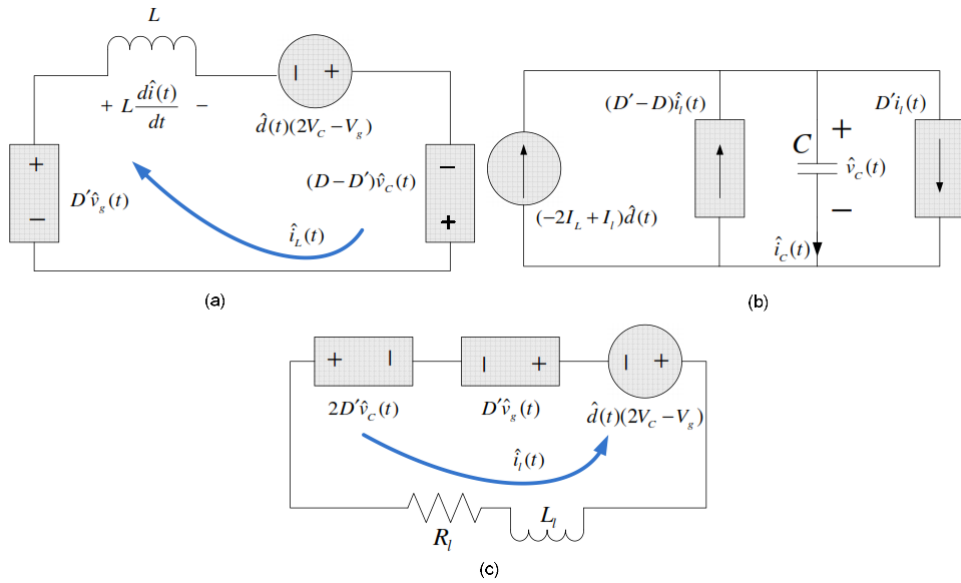 L
+ L dî(t)/dt −
− +
d̂(t)(2V_C − V_g)
+
−
D′v̂_g(t)
(D − D′)v̂_C(t)
−
+
î_L(t)
(a)
(−2I_L + I_l)d̂(t)
(D′ − D)î_l(t)
C
+
v̂_C(t)
−
î_C(t)
D′i_l(t)
(b)
+ −
2D′v̂_C(t)
− +
D′v̂_g(t)
− +
d̂(t)(2V_C − V_g)
î_l(t)
R_l
L_l
(c)